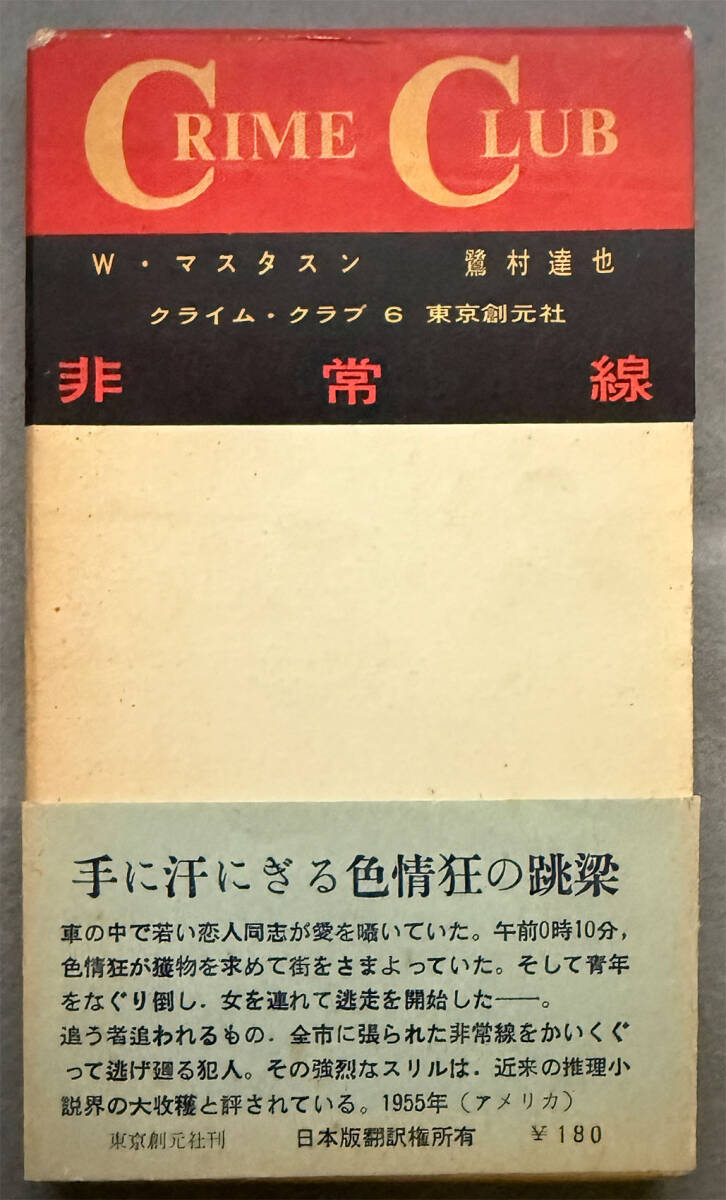 CRIME CLUB
W・マスタスン 鷺村達也
クライム・クラブ 6 東京創元社
非常線
手に汗にぎる色情狂の跳梁
車の中で若い恋人同志が愛を囁いていた。午前0時10分，
色情狂が獲物を求めて街をさまよっていた。そして青年
をなぐり倒し．女を連れて逃走を開始した――。
追う者追われるもの．全市に張られた非常線をかいくぐ
って逃げ廻る犯人。その強烈なスリルは．近来の推理小
説界の大収穫と評されている。1955年（アメリカ）
東京創元社刊 日本版翻訳権所有 ￥180